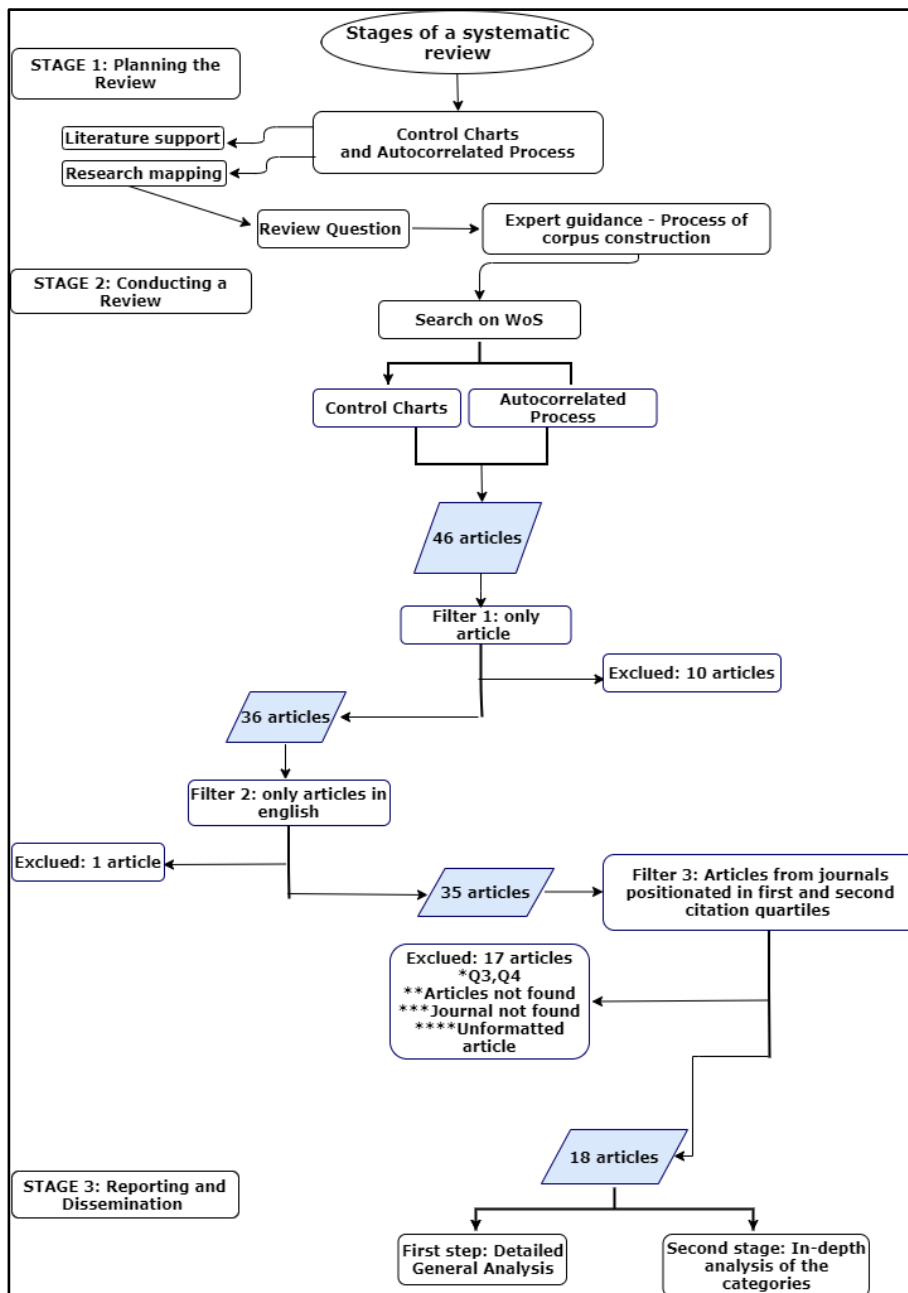 Stages of a systematic
review
STAGE 1: Planning the
Review
Literature support
Control Charts
and Autocorrelated Process
Research mapping
Review Question
Expert guidance - Process of
corpus construction
STAGE 2: Conducting a
Review
Search on WoS
Control Charts
Autocorrelated
Process
46 articles
Filter 1: only
article
Exclued: 10 articles
36 articles
Filter 2: only articles in
english
Exclued: 1 article
35 articles
Filter 3: Articles from journals
positionated in first and second
citation quartiles
Exclued: 17 articles
*Q3,Q4
**Articles not found
***Journal not found
****Unformatted
article
18 articles
STAGE 3: Reporting and
Dissemination
First step: Detailed
General Analysis
Second stage: In-depth
analysis of the
categories